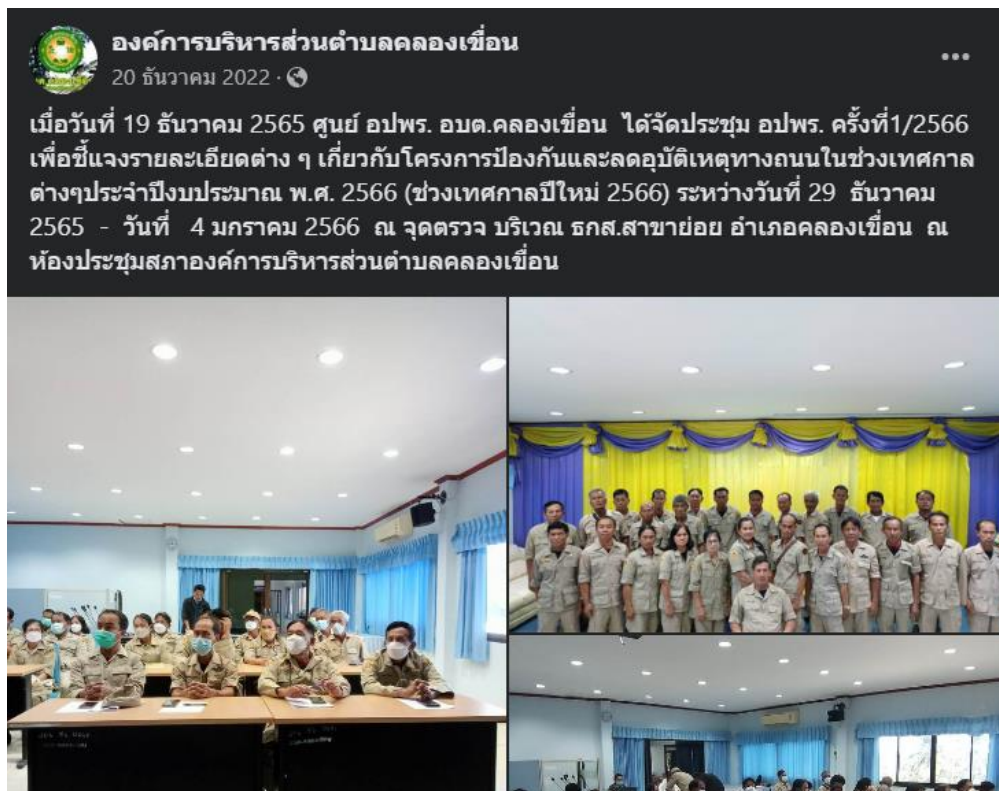 องค์การบริหารส่วนตำบลคลองเขื่อน
20 ธันวาคม 2022 ·
เมื่อวันที่ 19 ธันวาคม 2565 ศูนย์ อปพร. อบต.คลองเขื่อน ได้จัดประชุม อปพร. ครั้งที่1/2566
เพื่อชี้แจงรายละเอียดต่าง ๆ เกี่ยวกับโครงการป้องกันและลดอุบัติเหตุทางถนนในช่วงเทศกาล
ต่างๆประจำปีงบประมาณ พ.ศ. 2566 (ช่วงเทศกาลปีใหม่ 2566) ระหว่างวันที่ 29 ธันวาคม
2565 - วันที่ 4 มกราคม 2566 ณ จุดตรวจ บริเวณ ธกส.สาขาย่อย อำเภอคลองเขื่อน ณ
ห้องประชุมสภาองค์การบริหารส่วนตำบลคลองเขื่อน